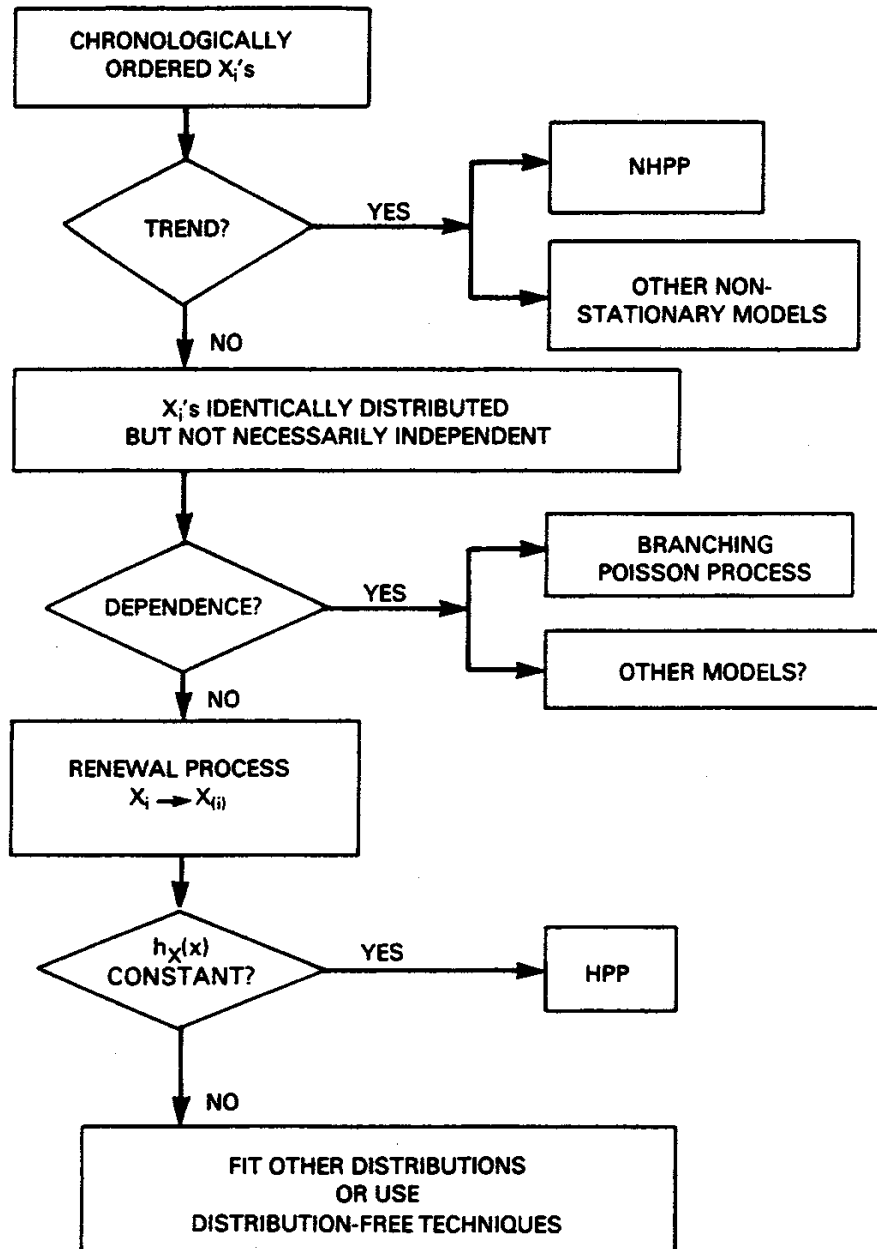 CHRONOLOGICALLY
ORDERED Xi's
TREND?
YES
NHPP
OTHER NON-
STATIONARY MODELS
NO
Xi's IDENTICALLY DISTRIBUTED
BUT NOT NECESSARILY INDEPENDENT
DEPENDENCE?
YES
BRANCHING
POISSON PROCESS
OTHER MODELS?
NO
RENEWAL PROCESS
Xi → X(i)
hX(x)
CONSTANT?
YES
HPP
NO
FIT OTHER DISTRIBUTIONS
OR USE
DISTRIBUTION-FREE TECHNIQUES